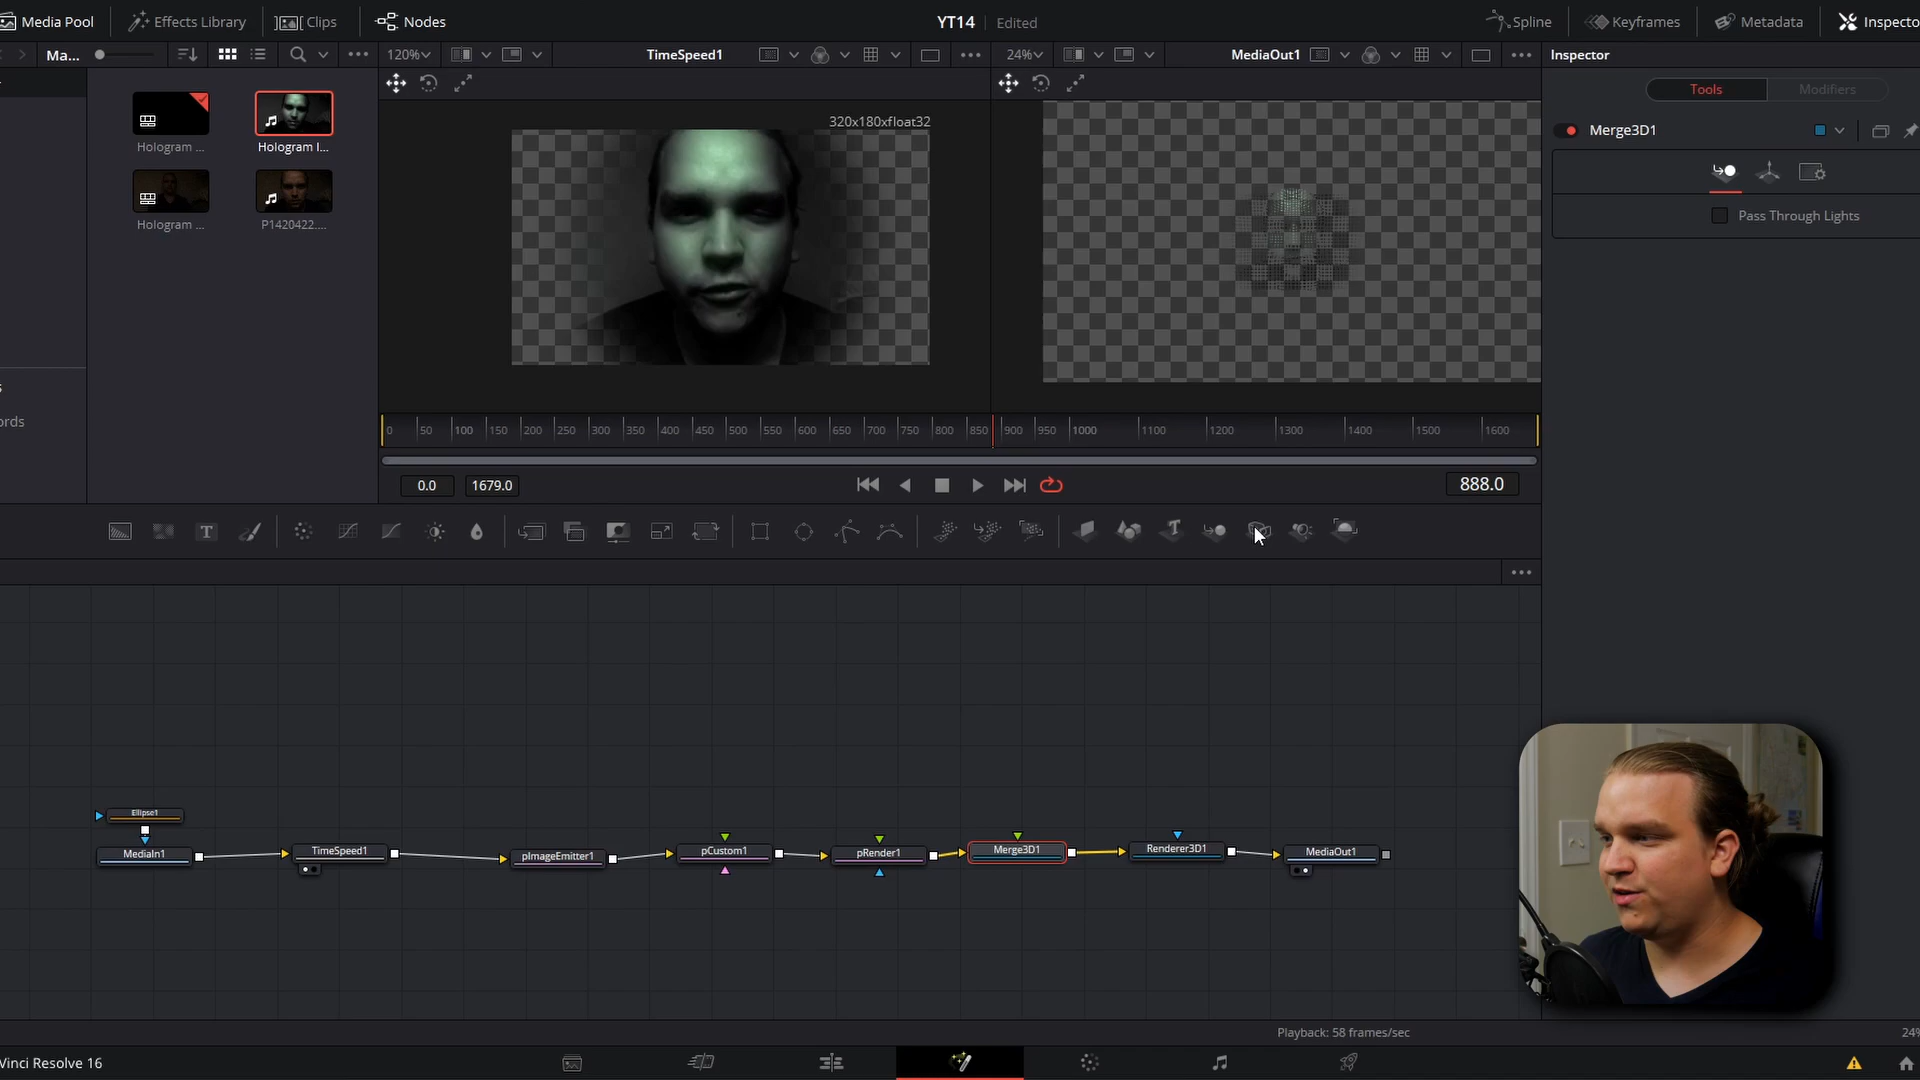 Media Pool
Effects Library
Clips
Nodes
YT14
Edited
Spline
Keyframes
Metadata
Inspecto
Ma...
120%
TimeSpeed1
24%
MediaOut1
Inspector
Tools
Modifiers
320x180xfloat32
Merge3D1
Hologram ...
Hologram I...
Pass Through Lights
Hologram ...
P1420422....
ords
0 50 100 150 200 250 300 350 400 450 500 550 600 650 700 750 800 850 900 950 1000 1100 1200 1300 1400 1500 1600
0.0
1679.0
888.0
T
T
Ellipse1
MediaIn1
TimeSpeed1
pImageEmitter1
pCustom1
pRender1
Merge3D1
Renderer3D1
MediaOut1
Playback: 58 frames/sec
24%
Vinci Resolve 16